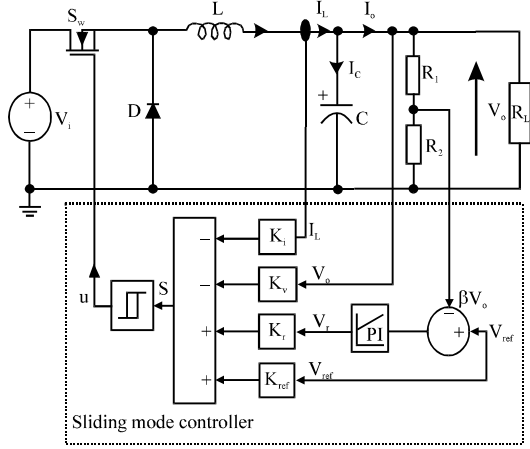 S_w
L
I_L
I_o
I_C
R_1
+
V_i
−
D
+
C
R_2
V_o
R_L
K_i
I_L
−
u
S
−
K_v
V_o
βV_o
−
+
K_r
V_r
PI
+
V_ref
+
K_ref
V_ref
Sliding mode controller